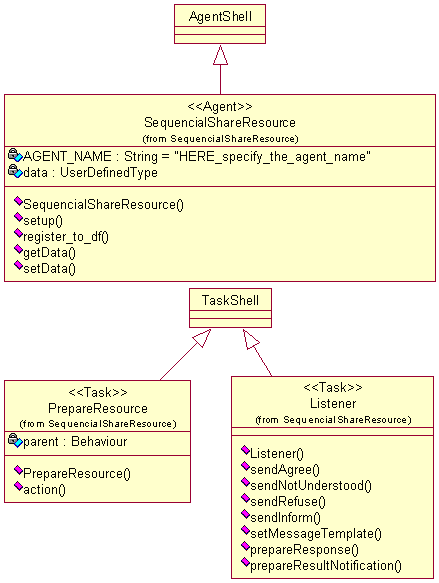 AgentShell
<<Agent>>
SequencialShareResource
(from SequencialShareResource)
AGENT_NAME : String = "HERE_specify_the_agent_name"
data : UserDefinedType
SequencialShareResource()
setup()
register_to_df()
getData()
setData()
TaskShell
<<Task>>
PrepareResource
(from SequencialShareResource)
parent : Behaviour
PrepareResource()
action()
<<Task>>
Listener
(from SequencialShareResource)
Listener()
sendAgree()
sendNotUnderstood()
sendRefuse()
sendInform()
setMessageTemplate()
prepareResponse()
prepareResultNotification()